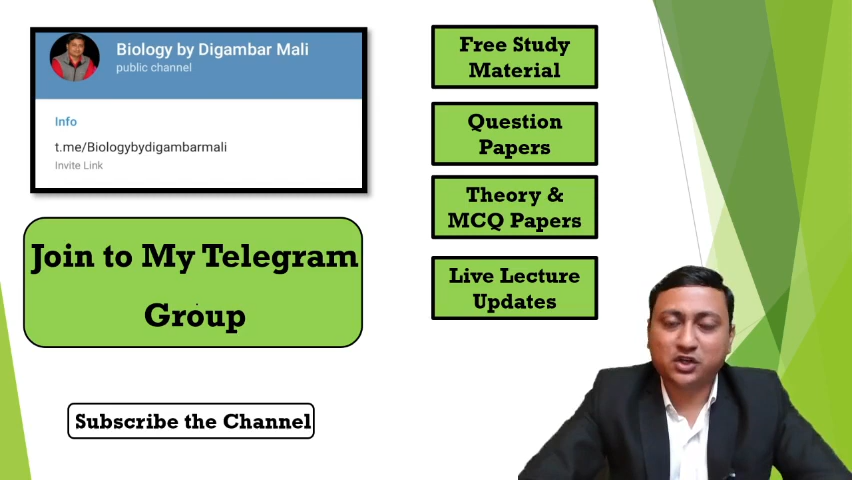 Biology by Digambar Mali
public channel
Info
t.me/Biologybydigambarmali
Invite Link
Join to My Telegram
Group
Subscribe the Channel
Free Study
Material
Question
Papers
Theory &
MCQ Papers
Live Lecture
Updates